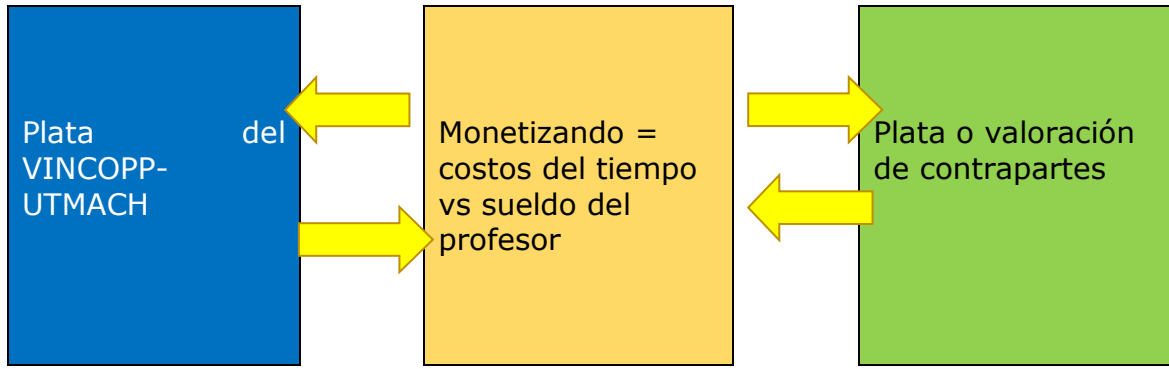 Plata del
VINCOPP-
UTMACH
Monetizando =
costos del tiempo
vs sueldo del
profesor
Plata o valoración
de contrapartes